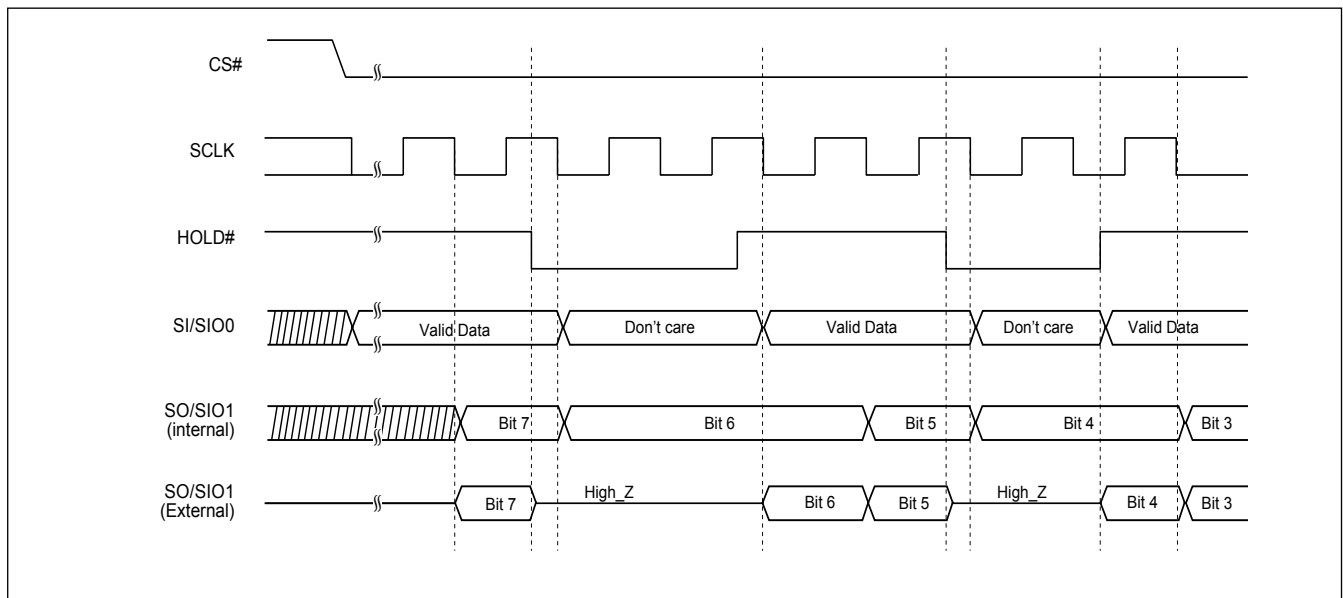 CS#
SCLK
HOLD#
SI/SIO0
Valid Data
Don't care
Valid Data
Don't care
Valid Data
SO/SIO1
(internal)
Bit 7
Bit 6
Bit 5
Bit 4
Bit 3
SO/SIO1
(External)
Bit 7
High_Z
Bit 6
Bit 5
High_Z
Bit 4
Bit 3